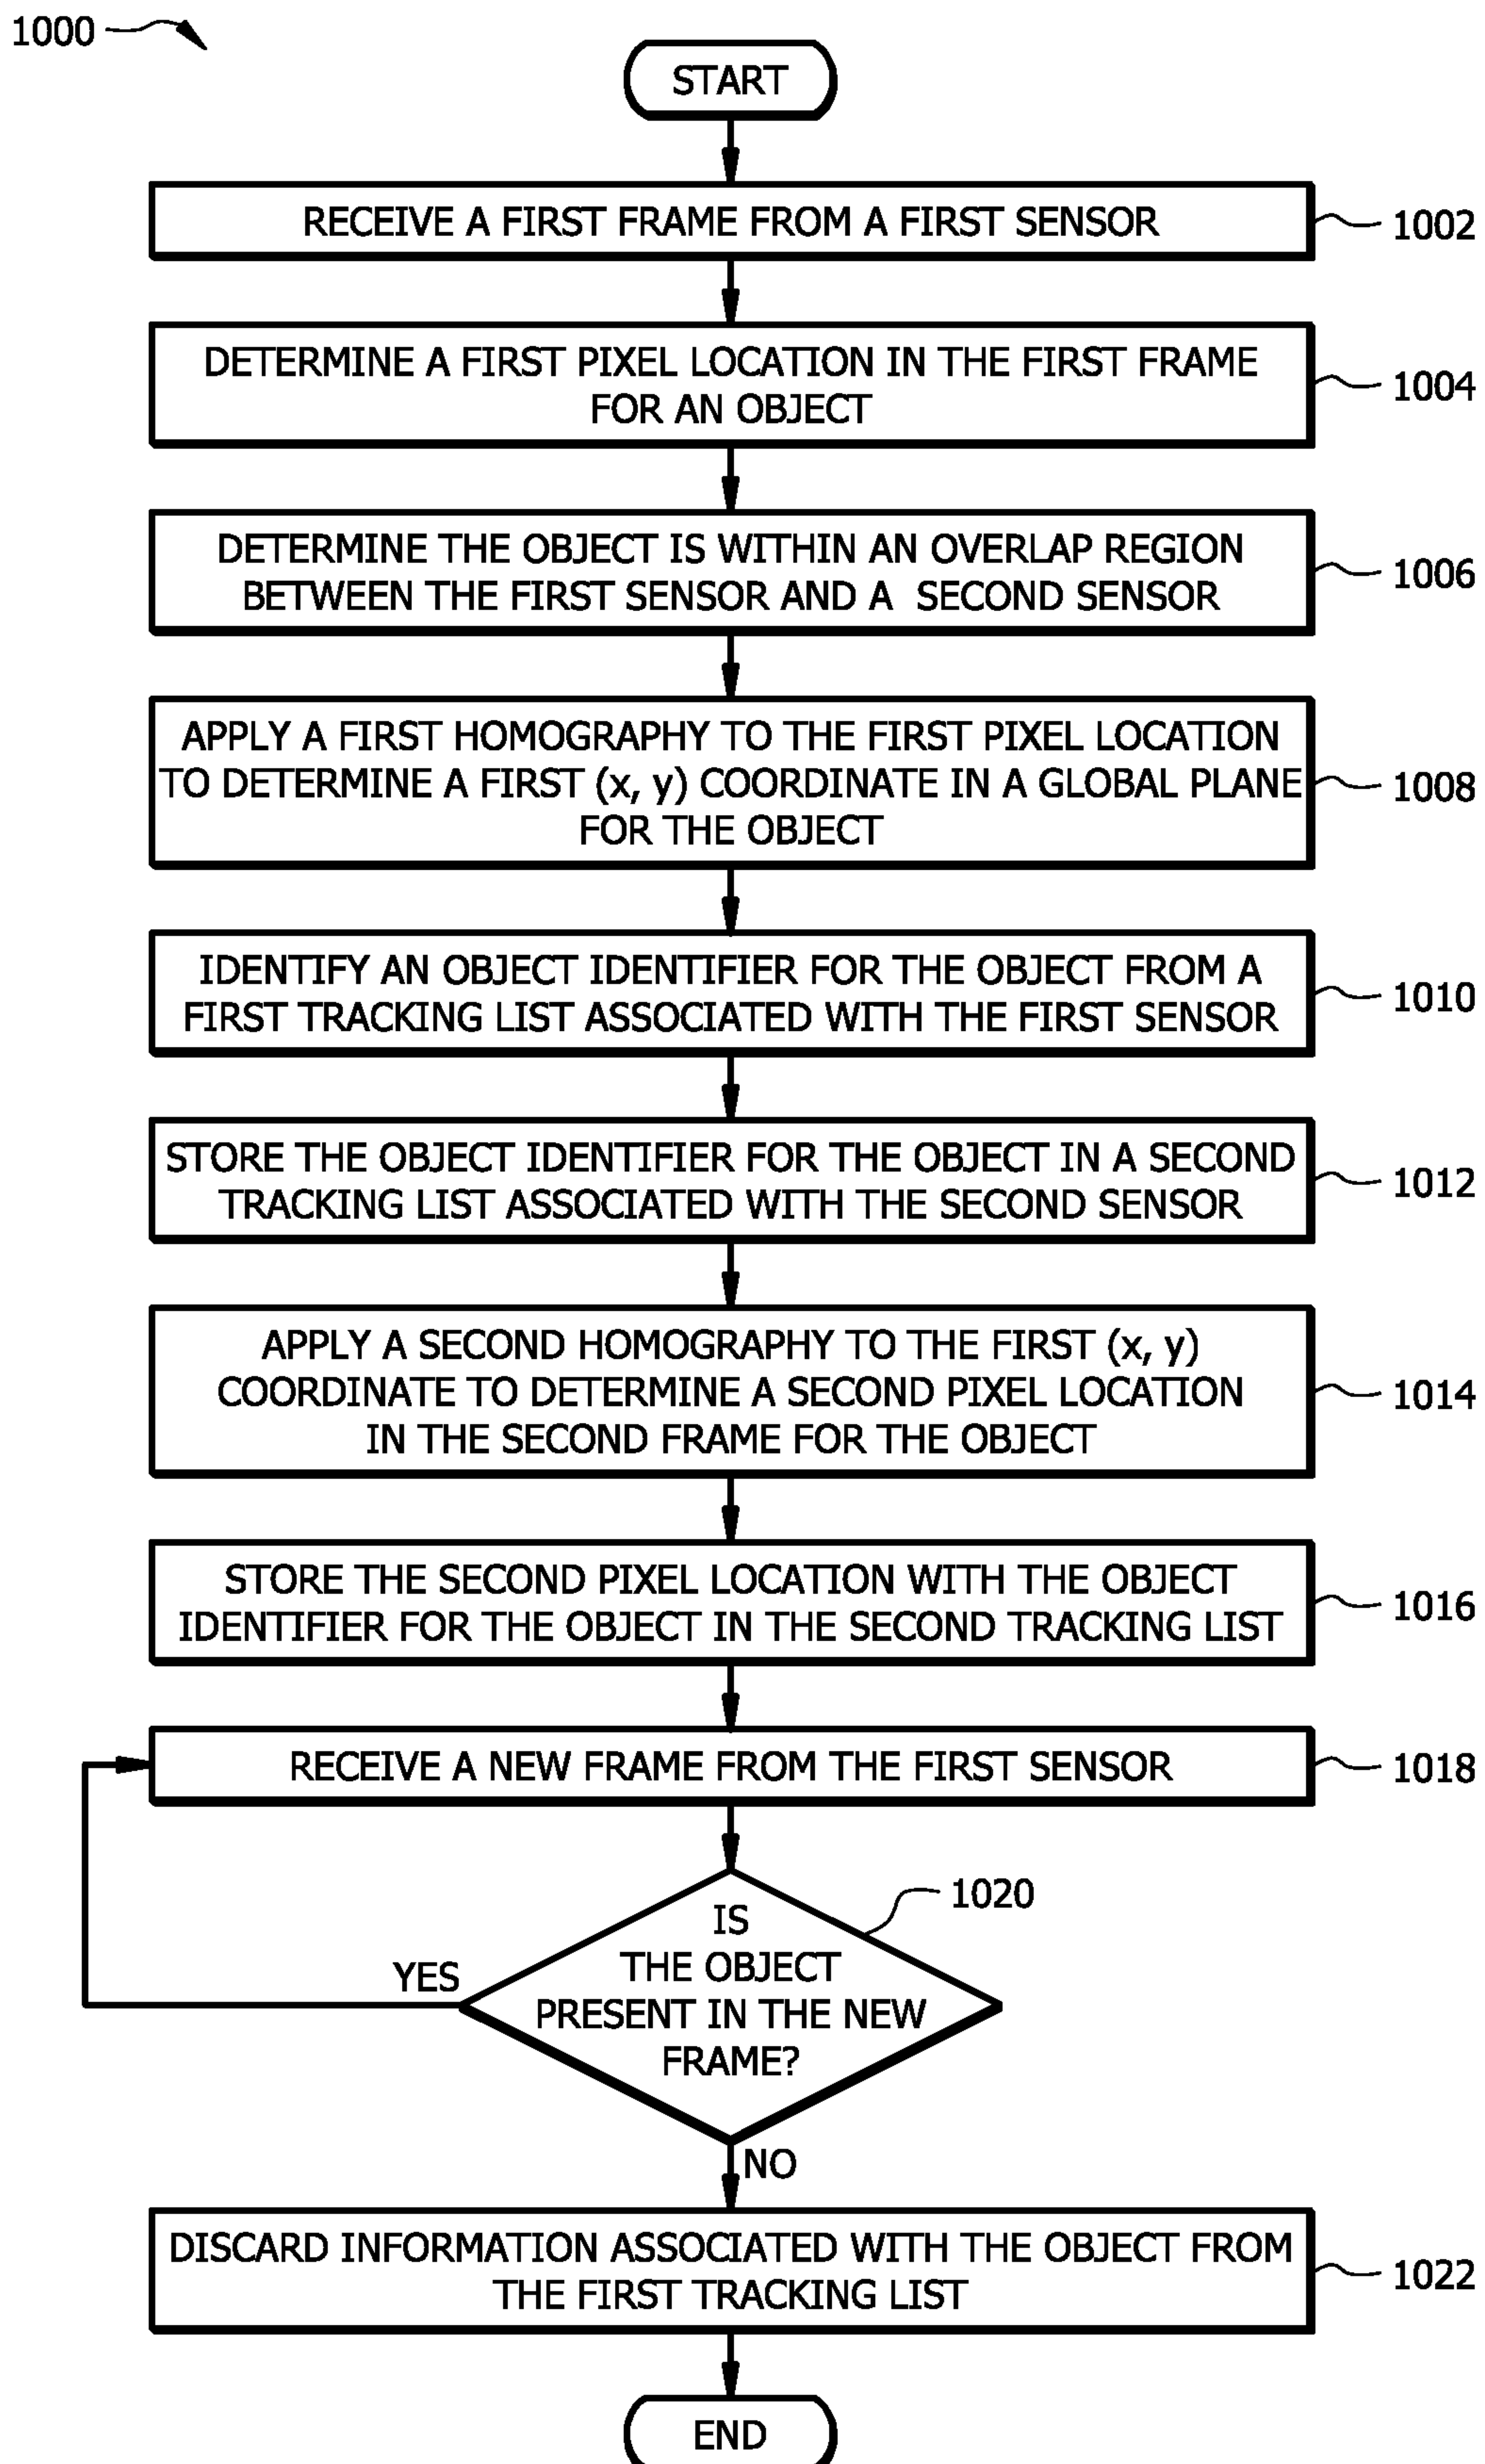 1000
START
RECEIVE A FIRST FRAME FROM A FIRST SENSOR
1002
DETERMINE A FIRST PIXEL LOCATION IN THE FIRST FRAME
FOR AN OBJECT
1004
DETERMINE THE OBJECT IS WITHIN AN OVERLAP REGION
BETWEEN THE FIRST SENSOR AND A SECOND SENSOR
1006
APPLY A FIRST HOMOGRAPHY TO THE FIRST PIXEL LOCATION
TO DETERMINE A FIRST (x, y) COORDINATE IN A GLOBAL PLANE
FOR THE OBJECT
1008
IDENTIFY AN OBJECT IDENTIFIER FOR THE OBJECT FROM A
FIRST TRACKING LIST ASSOCIATED WITH THE FIRST SENSOR
1010
STORE THE OBJECT IDENTIFIER FOR THE OBJECT IN A SECOND
TRACKING LIST ASSOCIATED WITH THE SECOND SENSOR
1012
APPLY A SECOND HOMOGRAPHY TO THE FIRST (x, y)
COORDINATE TO DETERMINE A SECOND PIXEL LOCATION
IN THE SECOND FRAME FOR THE OBJECT
1014
STORE THE SECOND PIXEL LOCATION WITH THE OBJECT
IDENTIFIER FOR THE OBJECT IN THE SECOND TRACKING LIST
1016
RECEIVE A NEW FRAME FROM THE FIRST SENSOR
1018
1020
IS
THE OBJECT
PRESENT IN THE NEW
FRAME?
YES
NO
DISCARD INFORMATION ASSOCIATED WITH THE OBJECT FROM
THE FIRST TRACKING LIST
1022
END